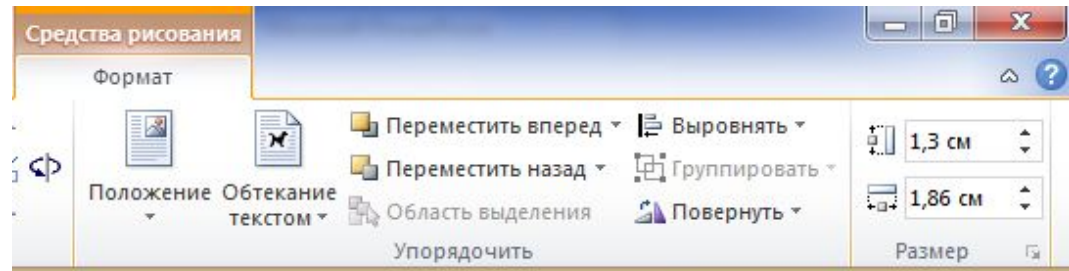 Средства рисования
Формат
Положение
Обтекание
текстом
Переместить вперед
Переместить назад
Область выделения
Выровнять
Группировать
Повернуть
Упорядочить
1,3 см
1,86 см
Размер